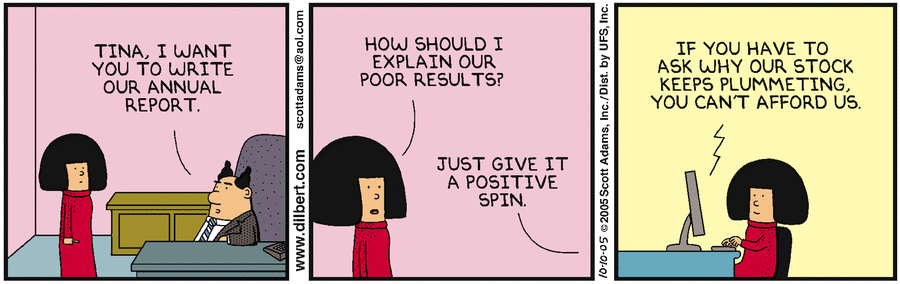 TINA, I WANT
YOU TO WRITE
OUR ANNUAL
REPORT.
www.dilbert.com scottadams@aol.com
HOW SHOULD I
EXPLAIN OUR
POOR RESULTS?
JUST GIVE IT
A POSITIVE
SPIN.
10-10-05 ©2005 Scott Adams, Inc./Dist. by UFS, Inc.
IF YOU HAVE TO
ASK WHY OUR STOCK
KEEPS PLUMMETING,
YOU CAN'T AFFORD US.